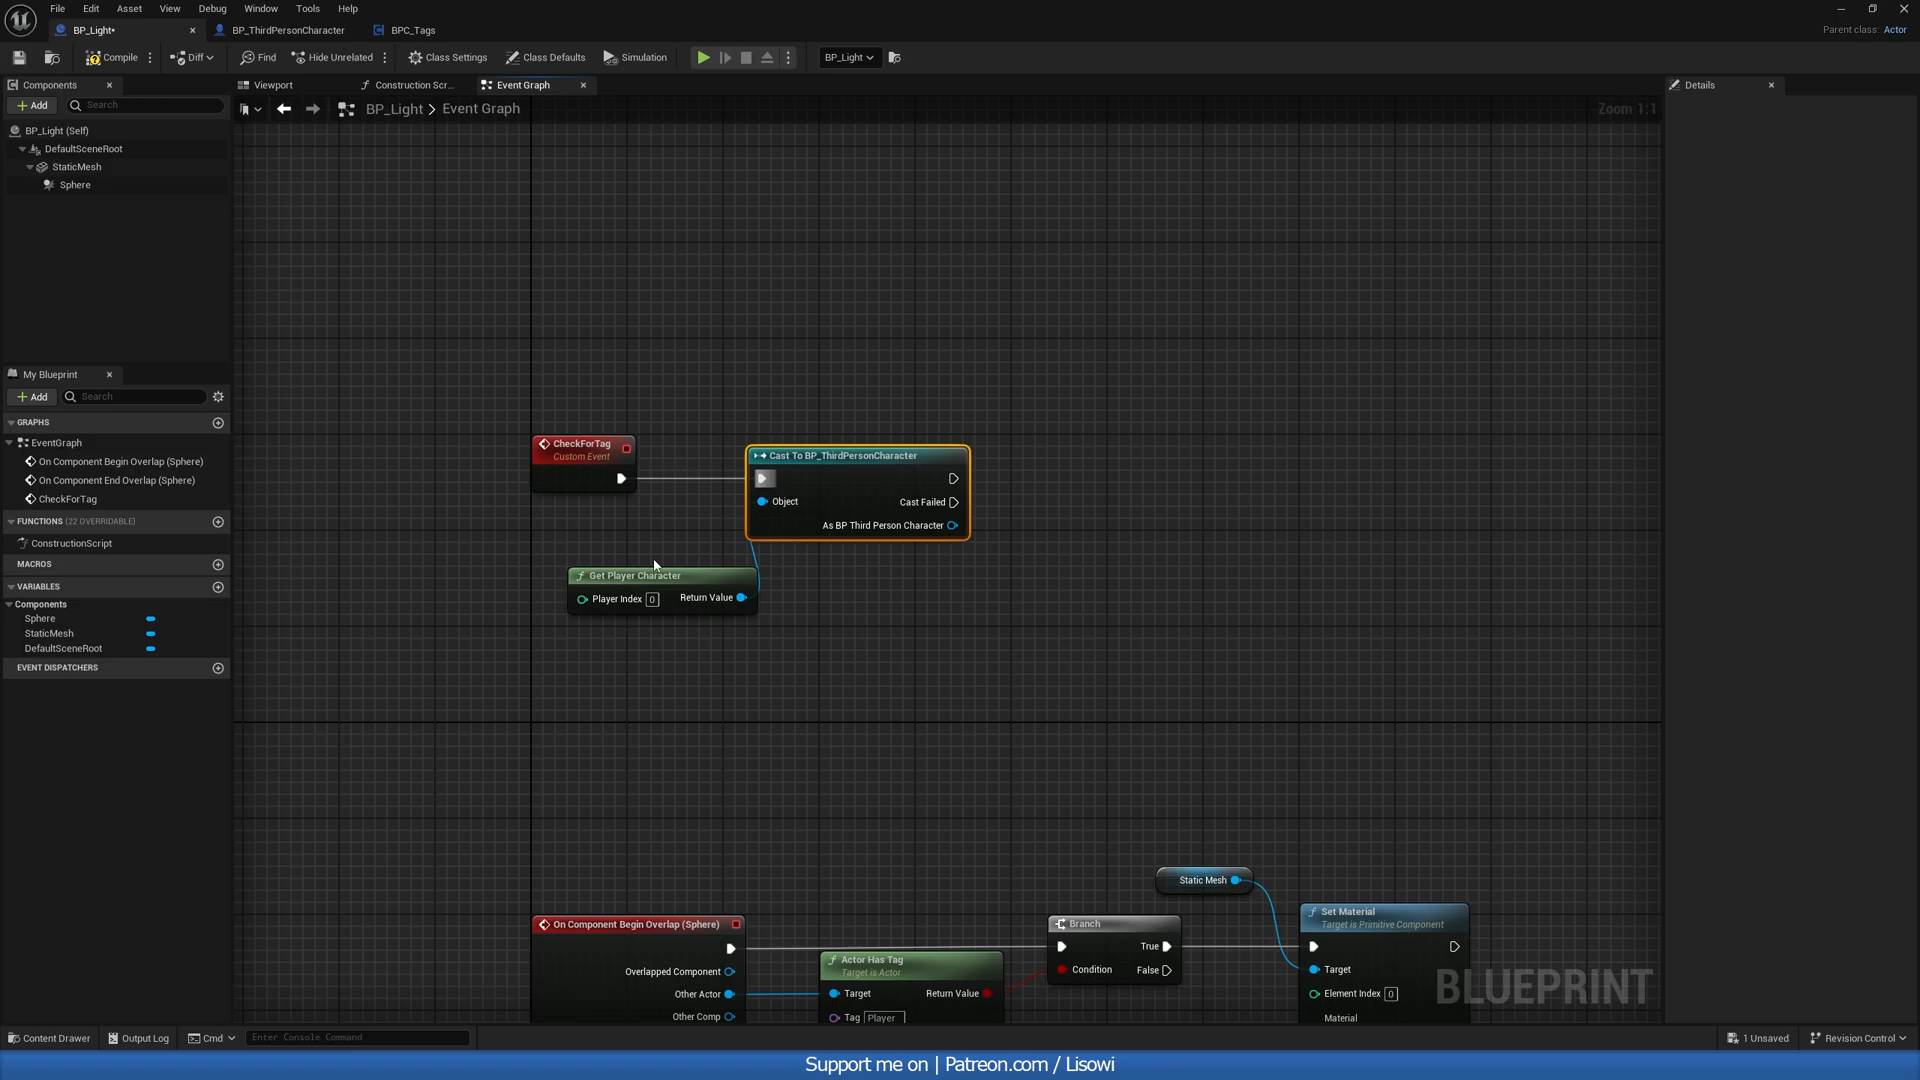 File Edit Asset View Debug Window Tools Help
BP_Light• BP_ThirdPersonCharacter BPC_Tags
Parent class: Actor
Compile Diff Find Hide Unrelated Class Settings Class Defaults Simulation BP_Light
Components
Viewport Construction Scr... Event Graph
Details
Add Search
BP_Light > Event Graph
Zoom 1:1
BP_Light (Self)
DefaultSceneRoot
StaticMesh
Sphere
My Blueprint
Add Search
GRAPHS
EventGraph
On Component Begin Overlap (Sphere)
On Component End Overlap (Sphere)
CheckForTag
FUNCTIONS (22 OVERRIDABLE)
ConstructionScript
MACROS
VARIABLES
Components
Sphere
StaticMesh
DefaultSceneRoot
EVENT DISPATCHERS
CheckForTag
Custom Event
Cast To BP_ThirdPersonCharacter
Object
Cast Failed
As BP Third Person Character
Get Player Character
Player Index 0 Return Value
Static Mesh
On Component Begin Overlap (Sphere)
Overlapped Component
Other Actor
Other Comp
Actor Has Tag
Target is Actor
Target Return Value
Tag Player
Branch
True
Condition False
Set Material
Target is Primitive Component
Target
Element Index 0
Material
BLUEPRINT
Content Drawer Output Log Cmd Enter Console Command 1 Unsaved Revision Control
Support me on | Patreon.com / Lisowi